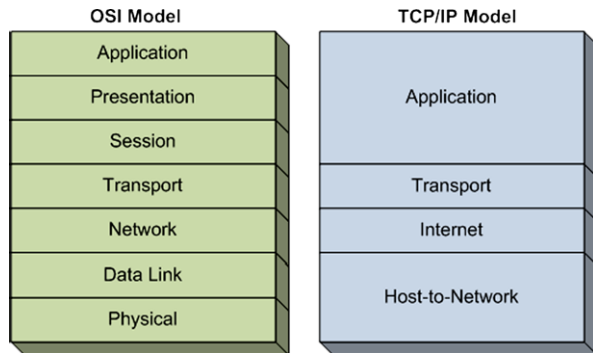 OSI Model
Application
Presentation
Session
Transport
Network
Data Link
Physical
TCP/IP Model
Application
Transport
Internet
Host-to-Network